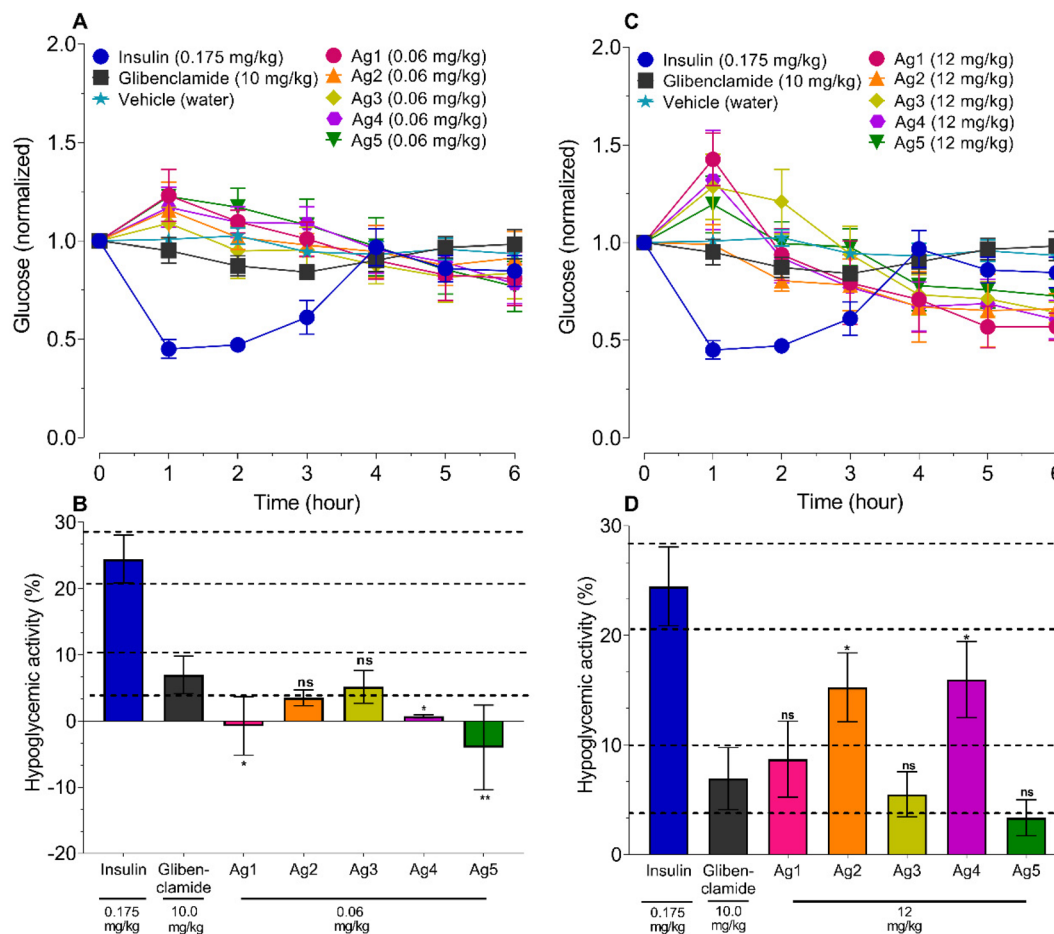 A
Glucose (normalized)
2.0
1.5
1.0
0.5
0.0
Insulin (0.175 mg/kg)
Glibenclamide (10 mg/kg)
Vehicle (water)
Ag1 (0.06 mg/kg)
Ag2 (0.06 mg/kg)
Ag3 (0.06 mg/kg)
Ag4 (0.06 mg/kg)
Ag5 (0.06 mg/kg)
0 1 2 3 4 5 6
Time (hour)
C
Glucose (normalized)
2.0
1.5
1.0
0.5
0.0
Insulin (0.175 mg/kg)
Glibenclamide (10 mg/kg)
Vehicle (water)
Ag1 (12 mg/kg)
Ag2 (12 mg/kg)
Ag3 (12 mg/kg)
Ag4 (12 mg/kg)
Ag5 (12 mg/kg)
0 1 2 3 4 5 6
Time (hour)
B
Hypoglycemic activity (%)
30
20
10
0
-10
-20
* ns ns * **
Insulin Gliben- Ag1 Ag2 Ag3 Ag4 Ag5
clamide
0.175 10.0 0.06
mg/kg mg/kg mg/kg
D
Hypoglycemic activity (%)
30
20
10
0
ns * ns * ns
Insulin Gliben- Ag1 Ag2 Ag3 Ag4 Ag5
clamide
0.175 10.0 12
mg/kg mg/kg mg/kg